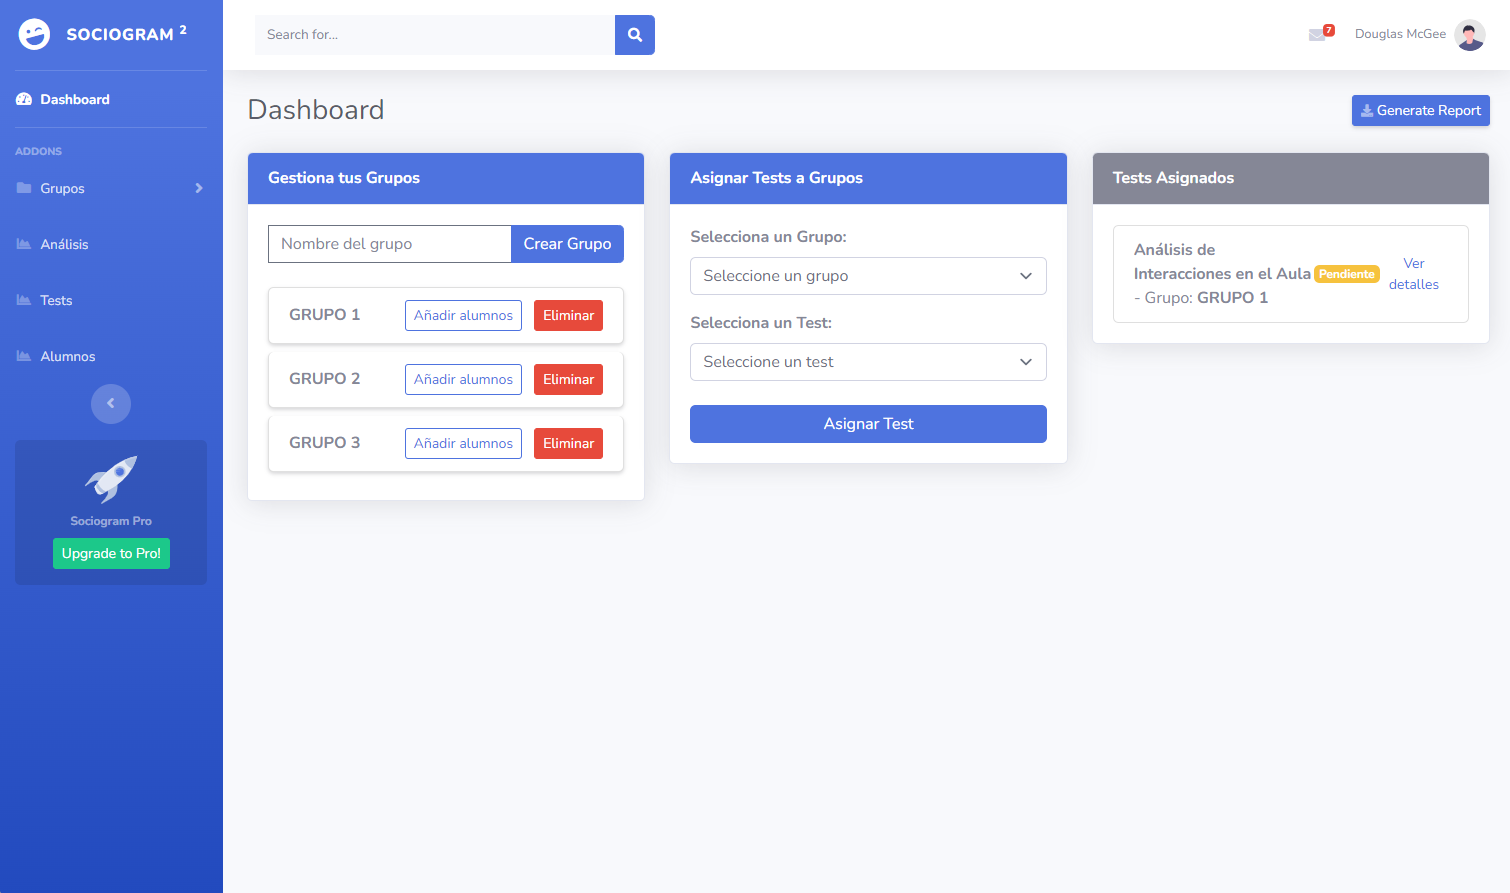 SOCIOGRAM 2
Dashboard
ADDONS
Grupos
Análisis
Tests
Alumnos
Sociogram Pro
Upgrade to Pro!
Search for...
7
Douglas McGee
Dashboard
Generate Report
Gestiona tus Grupos
Nombre del grupo
Crear Grupo
GRUPO 1 Añadir alumnos Eliminar
GRUPO 2 Añadir alumnos Eliminar
GRUPO 3 Añadir alumnos Eliminar
Asignar Tests a Grupos
Selecciona un Grupo:
Seleccione un grupo
Selecciona un Test:
Seleccione un test
Asignar Test
Tests Asignados
Análisis de
Interacciones en el Aula Pendiente
- Grupo: GRUPO 1
Ver
detalles